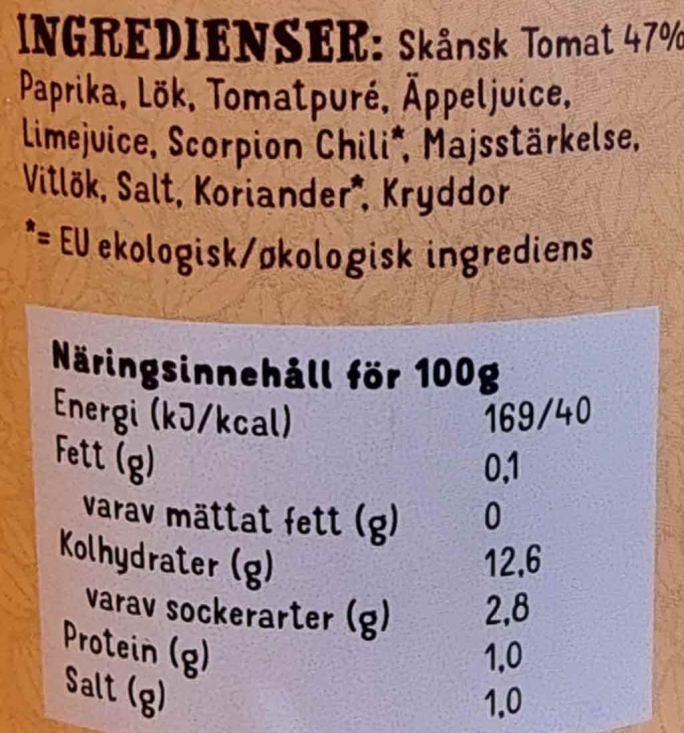 INGREDIENSER: Skånsk Tomat 47%
Paprika, Lök, Tomatpuré, Äppeljuice,
Limejuice, Scorpion Chili*, Majsstärkelse,
Vitlök, Salt, Koriander*, Kryddor
*= EU ekologisk/økologisk ingrediens
Näringsinnehåll för 100g
Energi (kJ/kcal) 169/40
Fett (g) 0,1
varav mättat fett (g) 0
Kolhydrater (g) 12,6
varav sockerarter (g) 2,8
Protein (g) 1,0
Salt (g) 1,0